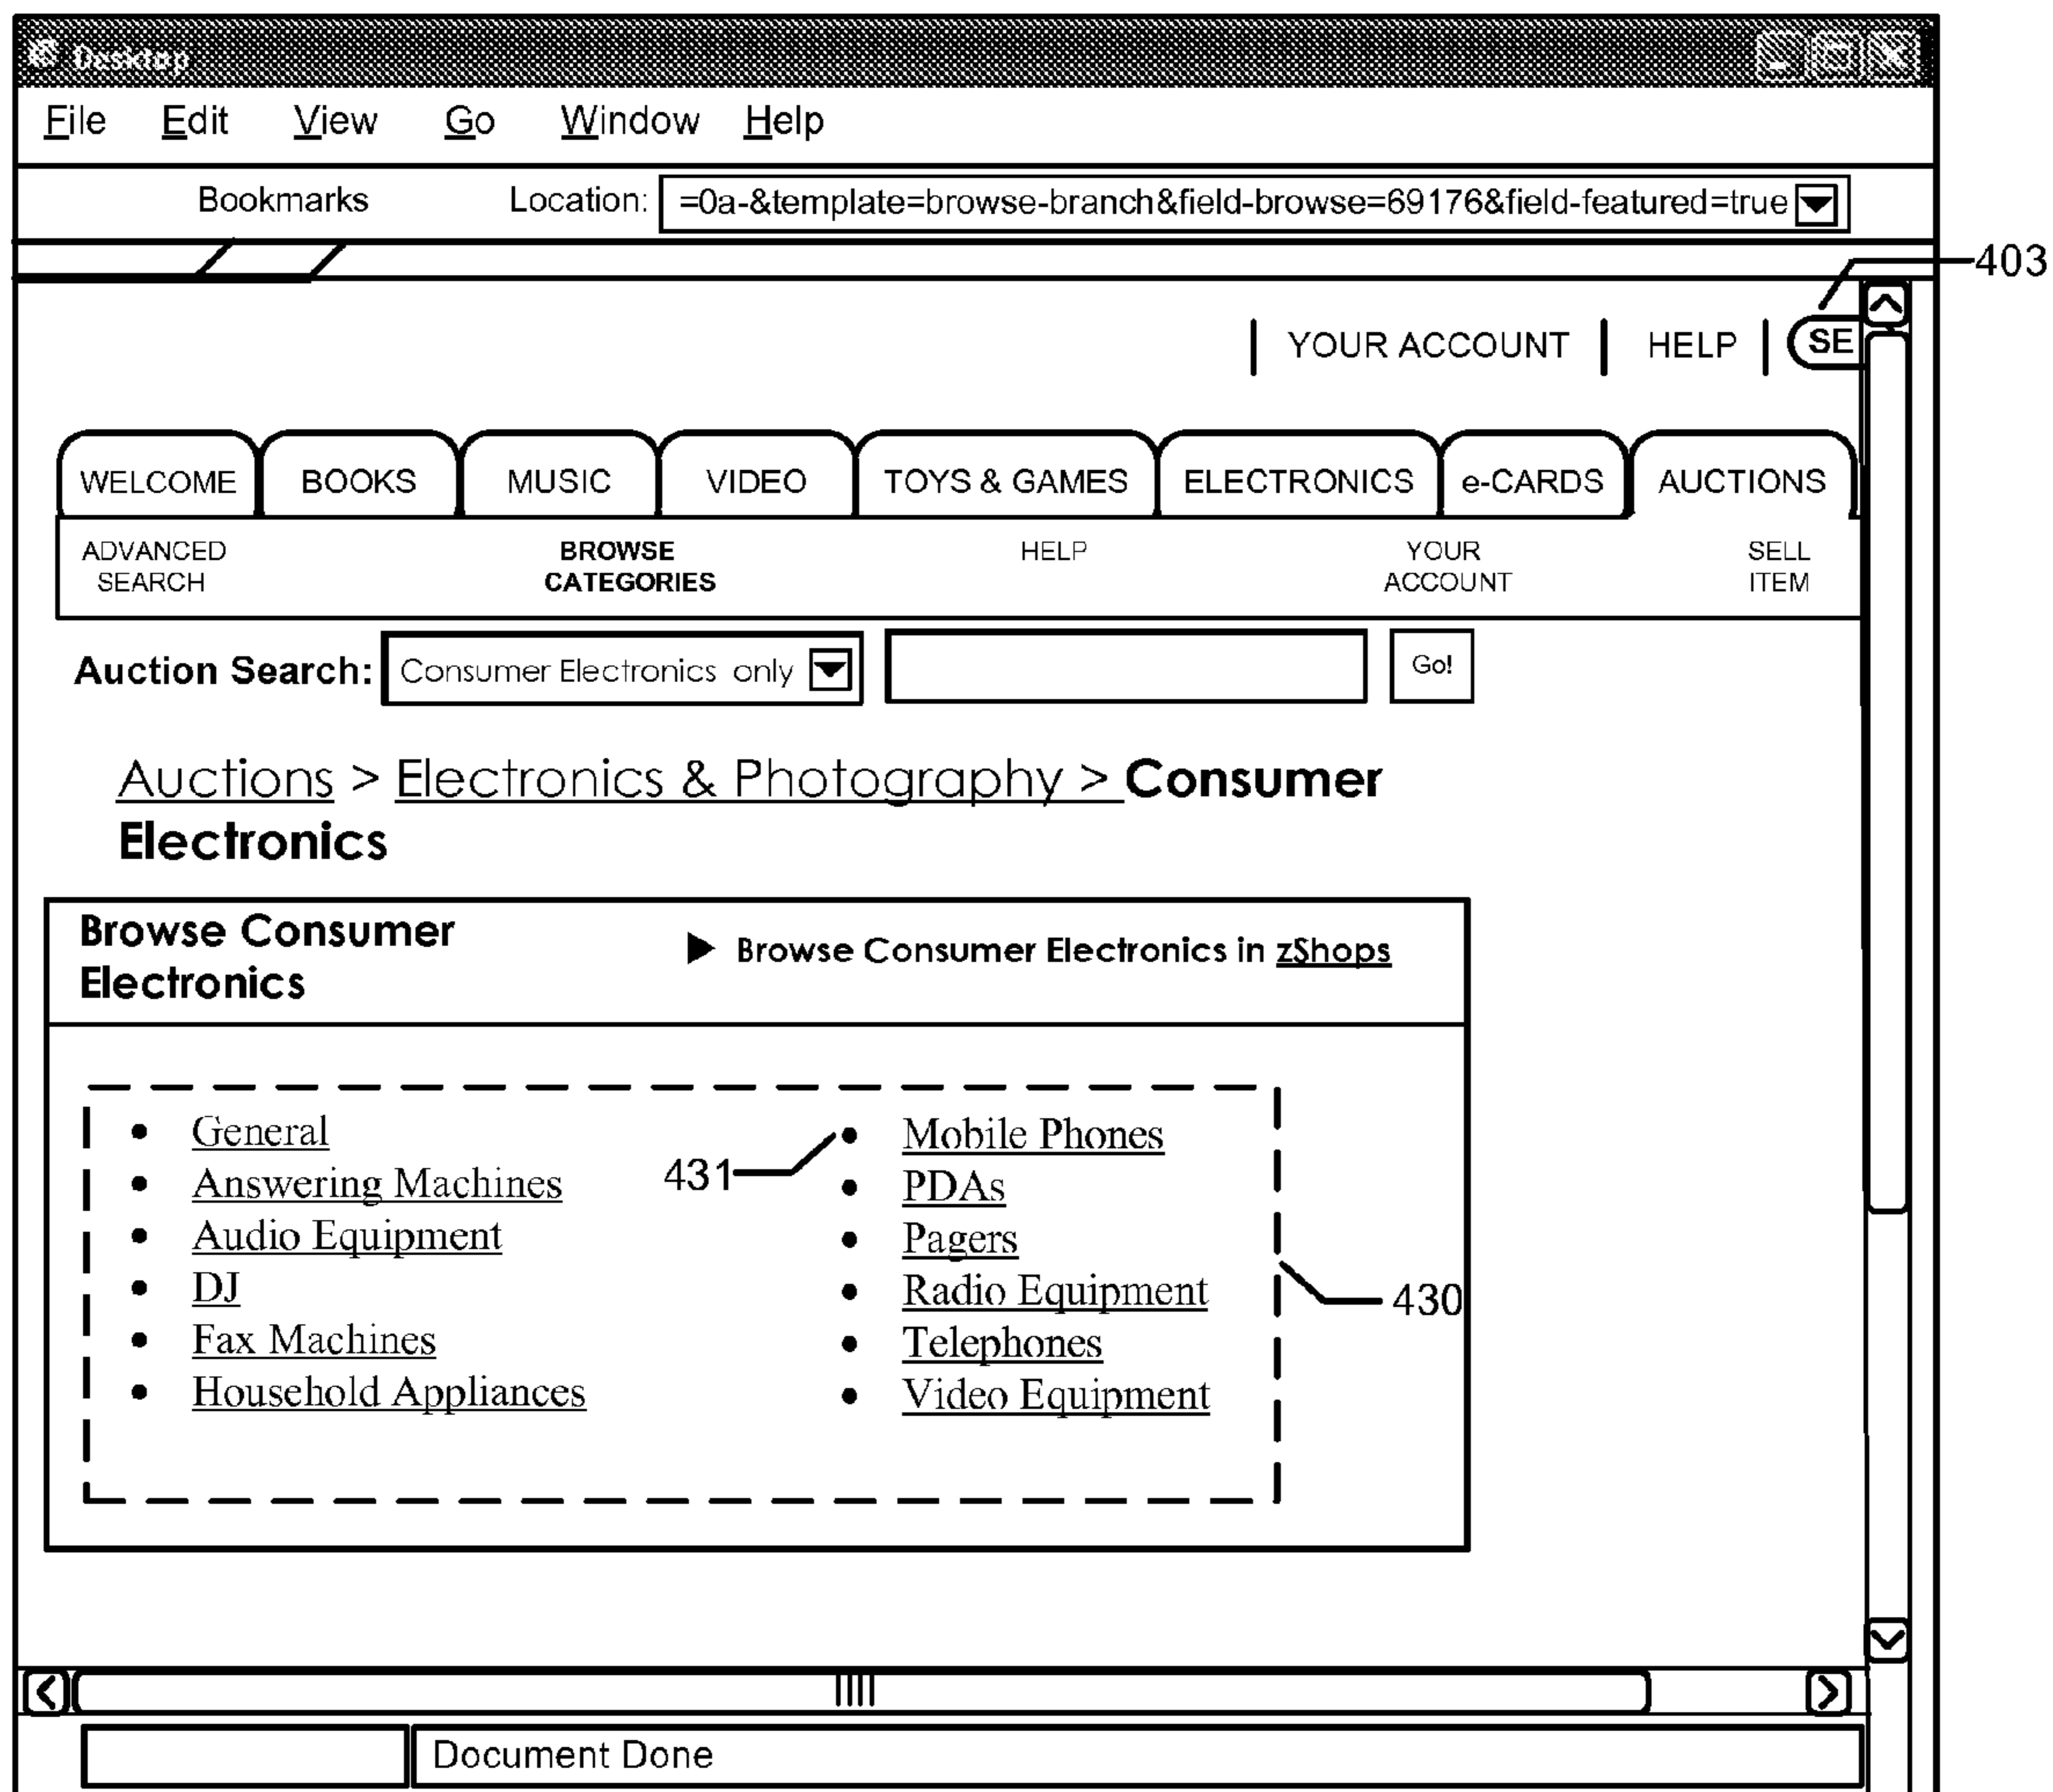 Desktop
File Edit View Go Window Help
Bookmarks Location: =0a-&template=browse-branch&field-browse=69176&field-featured=true
403
YOUR ACCOUNT | HELP | SE
WELCOME BOOKS MUSIC VIDEO TOYS & GAMES ELECTRONICS e-CARDS AUCTIONS
ADVANCED SEARCH BROWSE CATEGORIES HELP YOUR ACCOUNT SELL ITEM
Auction Search: Consumer Electronics only Go!
Auctions > Electronics & Photography > Consumer
Electronics
Browse Consumer
Electronics
▶ Browse Consumer Electronics in zShops
• General
• Answering Machines
• Audio Equipment
• DJ
• Fax Machines
• Household Appliances
431
• Mobile Phones
• PDAs
• Pagers
• Radio Equipment
• Telephones
• Video Equipment
430
Document Done